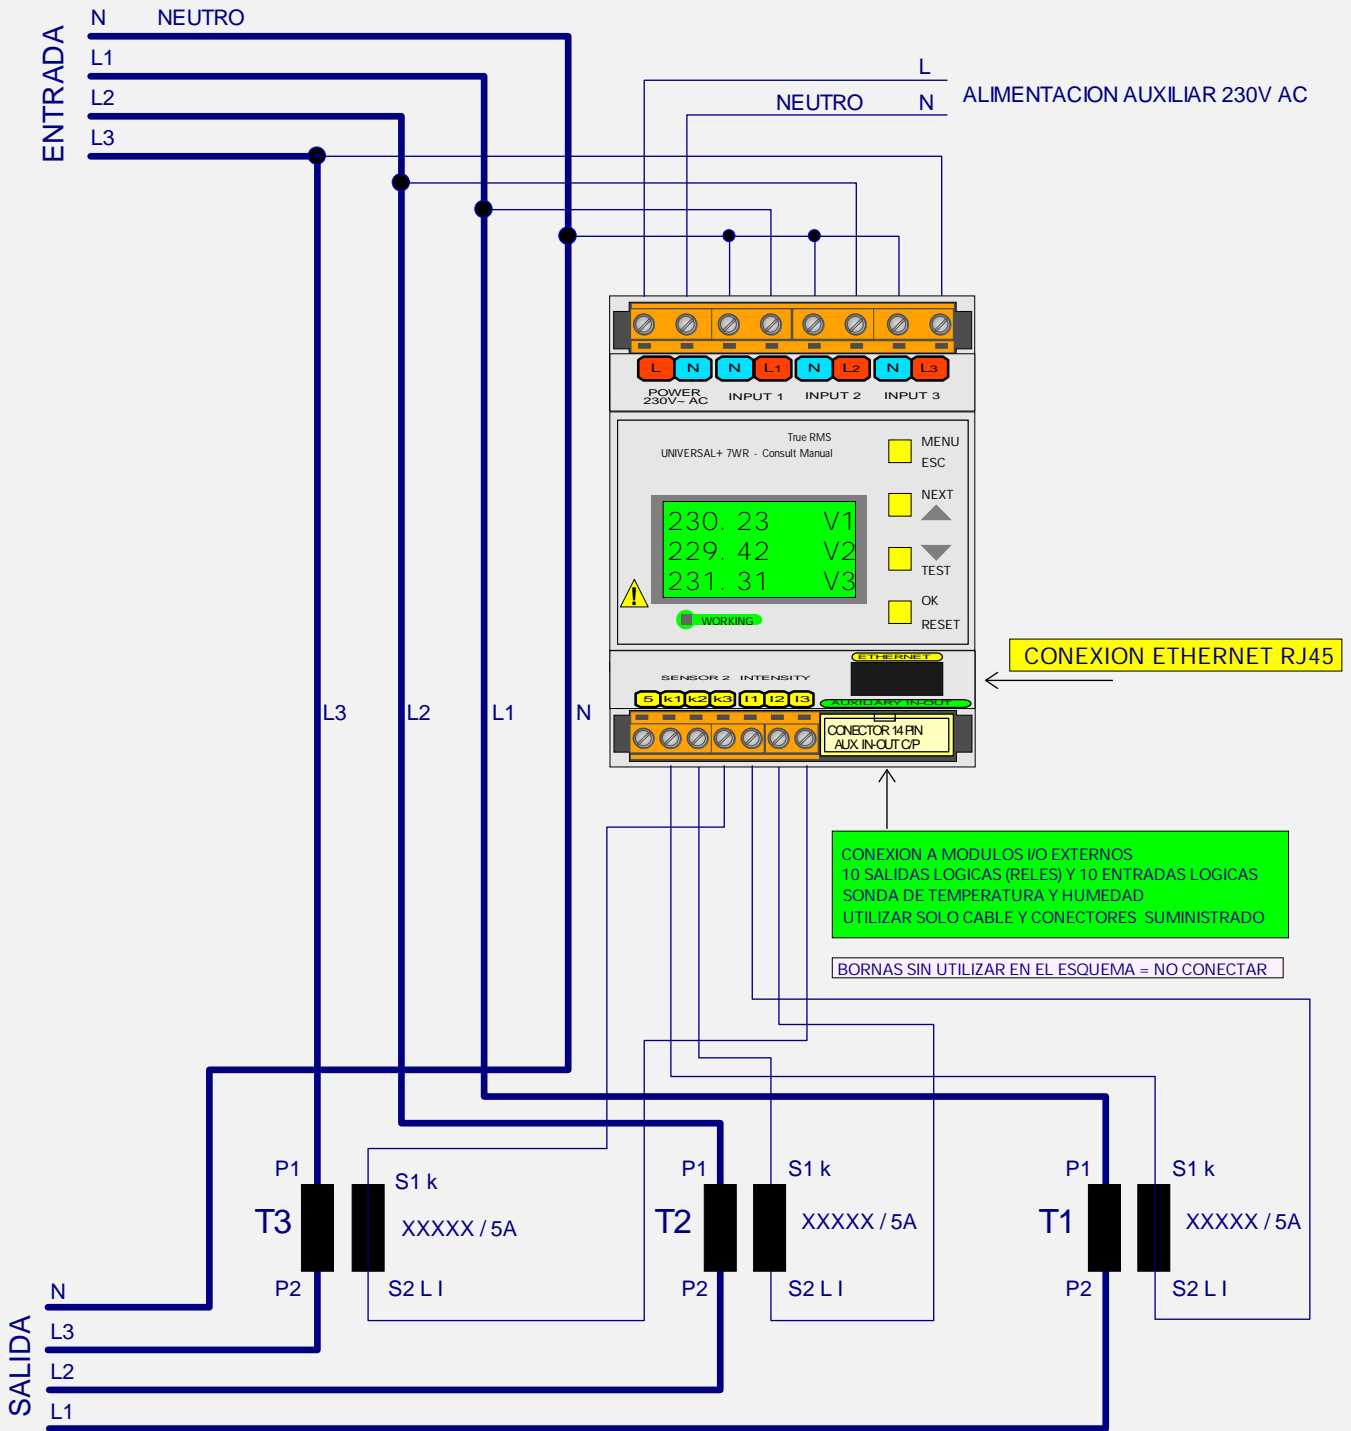 N NEUTRO
L1
L2
L3
ENTRADA
L
NEUTRO N
ALIMENTACION AUXILIAR 230V AC
L N N L1 N L2 N L3
POWER
230V~ AC
INPUT 1 INPUT 2 INPUT 3
True RMS
UNIVERSAL+ 7WR - Consult Manual
MENU
ESC
NEXT
TEST
OK
RESET
230. 23 V1
229. 42 V2
231. 31 V3
WORKING
ETHERNET
CONEXION ETHERNET RJ45
SENSOR 2 INTENSITY
5 k1 k2 k3 I1 I2 I3
AUXILIARY IN-OUT
CONECTOR 14 PIN
AUX. IN-OUT C/P
L3 L2 L1 N
CONEXION A MODULOS I/O EXTERNOS
10 SALIDAS LOGICAS (RELES) Y 10 ENTRADAS LOGICAS
SONDA DE TEMPERATURA Y HUMEDAD
UTILIZAR SOLO CABLE Y CONECTORES SUMINISTRADO
BORNAS SIN UTILIZAR EN EL ESQUEMA = NO CONECTAR
P1 S1 k
T3 XXXXX / 5A
P2 S2 L I
P1 S1 k
T2 XXXXX / 5A
P2 S2 L I
P1 S1 k
T1 XXXXX / 5A
P2 S2 L I
SALIDA
N
L3
L2
L1